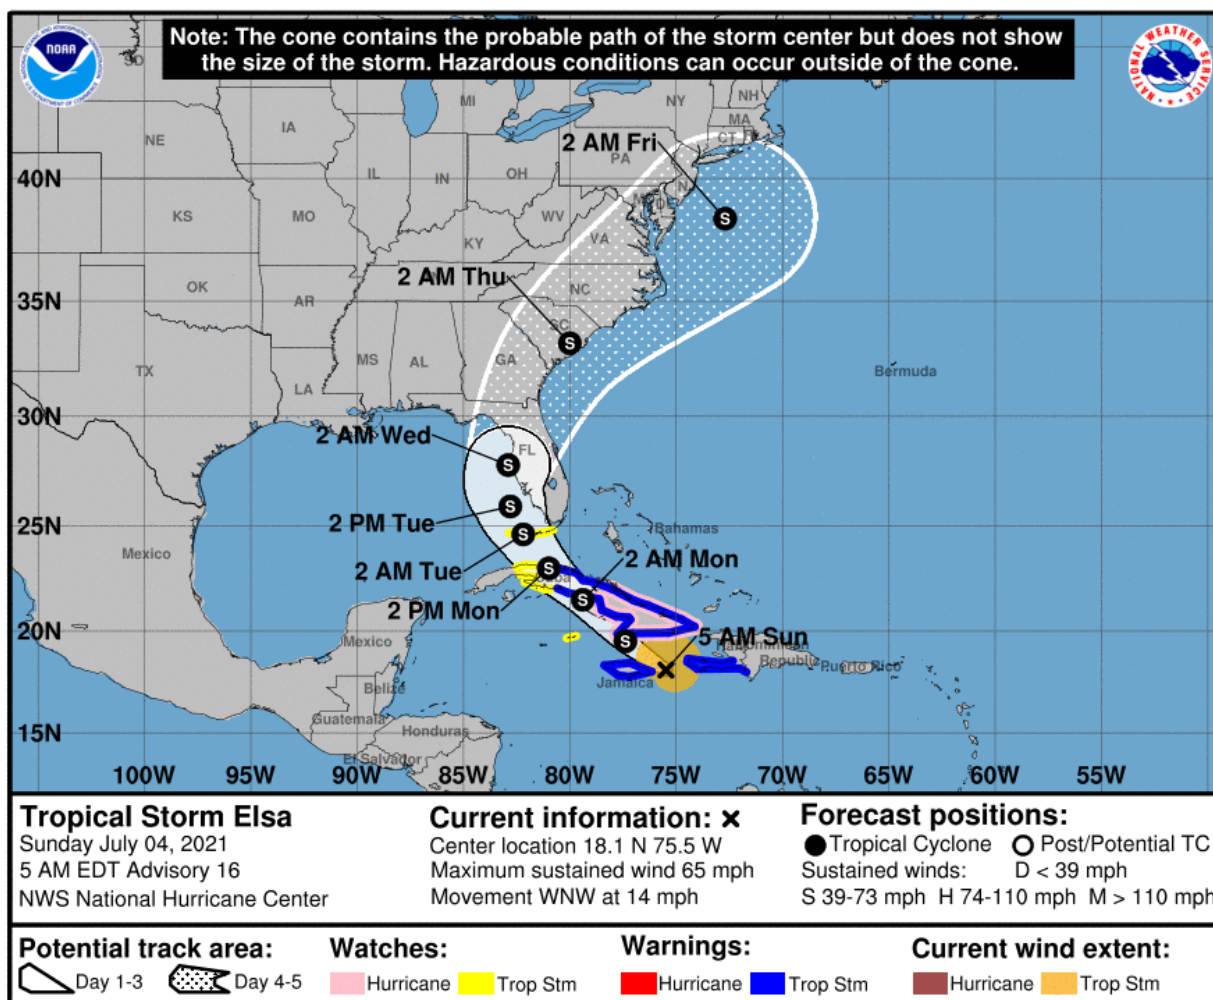 Note: The cone contains the probable path of the storm center but does not show
the size of the storm. Hazardous conditions can occur outside of the cone.
NOAA
NATIONAL WEATHER SERVICE
SD
MI
NY
NH
MA
CT
NE
IA
2 AM Fri
PA
40N
IL
IN
OH
KS
MO
WV
DE
KY
VA
2 AM Thu
OK
AR
NC
35N
SC
MS
AL
GA
TX
Bermuda
LA
30N
2 AM Wed
FL
25N
2 PM Tue
Bahamas
Mexico
2 AM Tue
2 AM Mon
2 PM Mon
20N
5 AM Sun
Mexico
Republic
Puerto Rico
Jamaica
Belize
Guatemala
Honduras
15N
El Salvador
100W 95W 90W 85W 80W 75W 70W 65W 60W 55W
S
S
S
S
S
S
S
S
Tropical Storm Elsa
Sunday July 04, 2021
5 AM EDT Advisory 16
NWS National Hurricane Center
Current information: x
Center location 18.1 N 75.5 W
Maximum sustained wind 65 mph
Movement WNW at 14 mph
Forecast positions:
Tropical Cyclone Post/Potential TC
Sustained winds: D < 39 mph
S 39-73 mph H 74-110 mph M > 110 mph
Potential track area:
Day 1-3 Day 4-5
Watches:
Hurricane Trop Stm
Warnings:
Hurricane Trop Stm
Current wind extent:
Hurricane Trop Stm